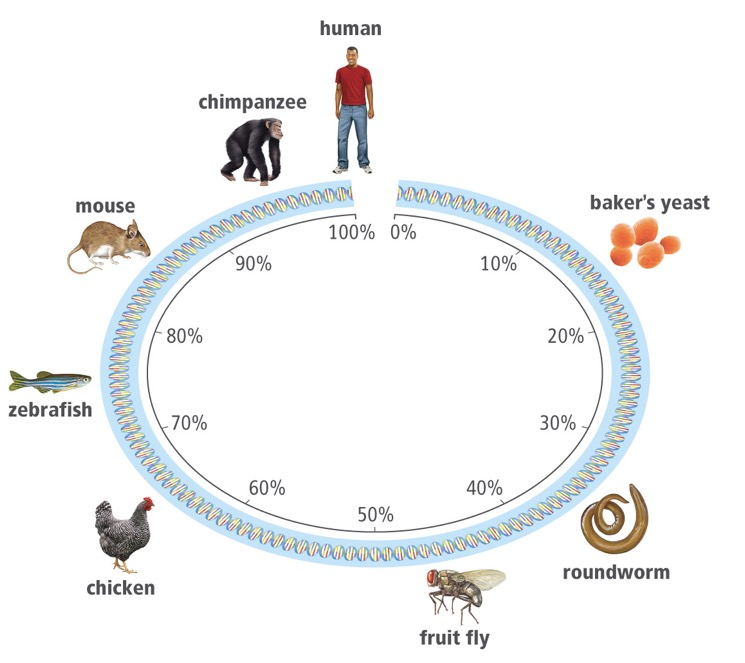 human
chimpanzee
mouse
baker's yeast
100%
0%
90%
10%
80%
20%
zebrafish
70%
30%
60%
40%
50%
chicken
roundworm
fruit fly